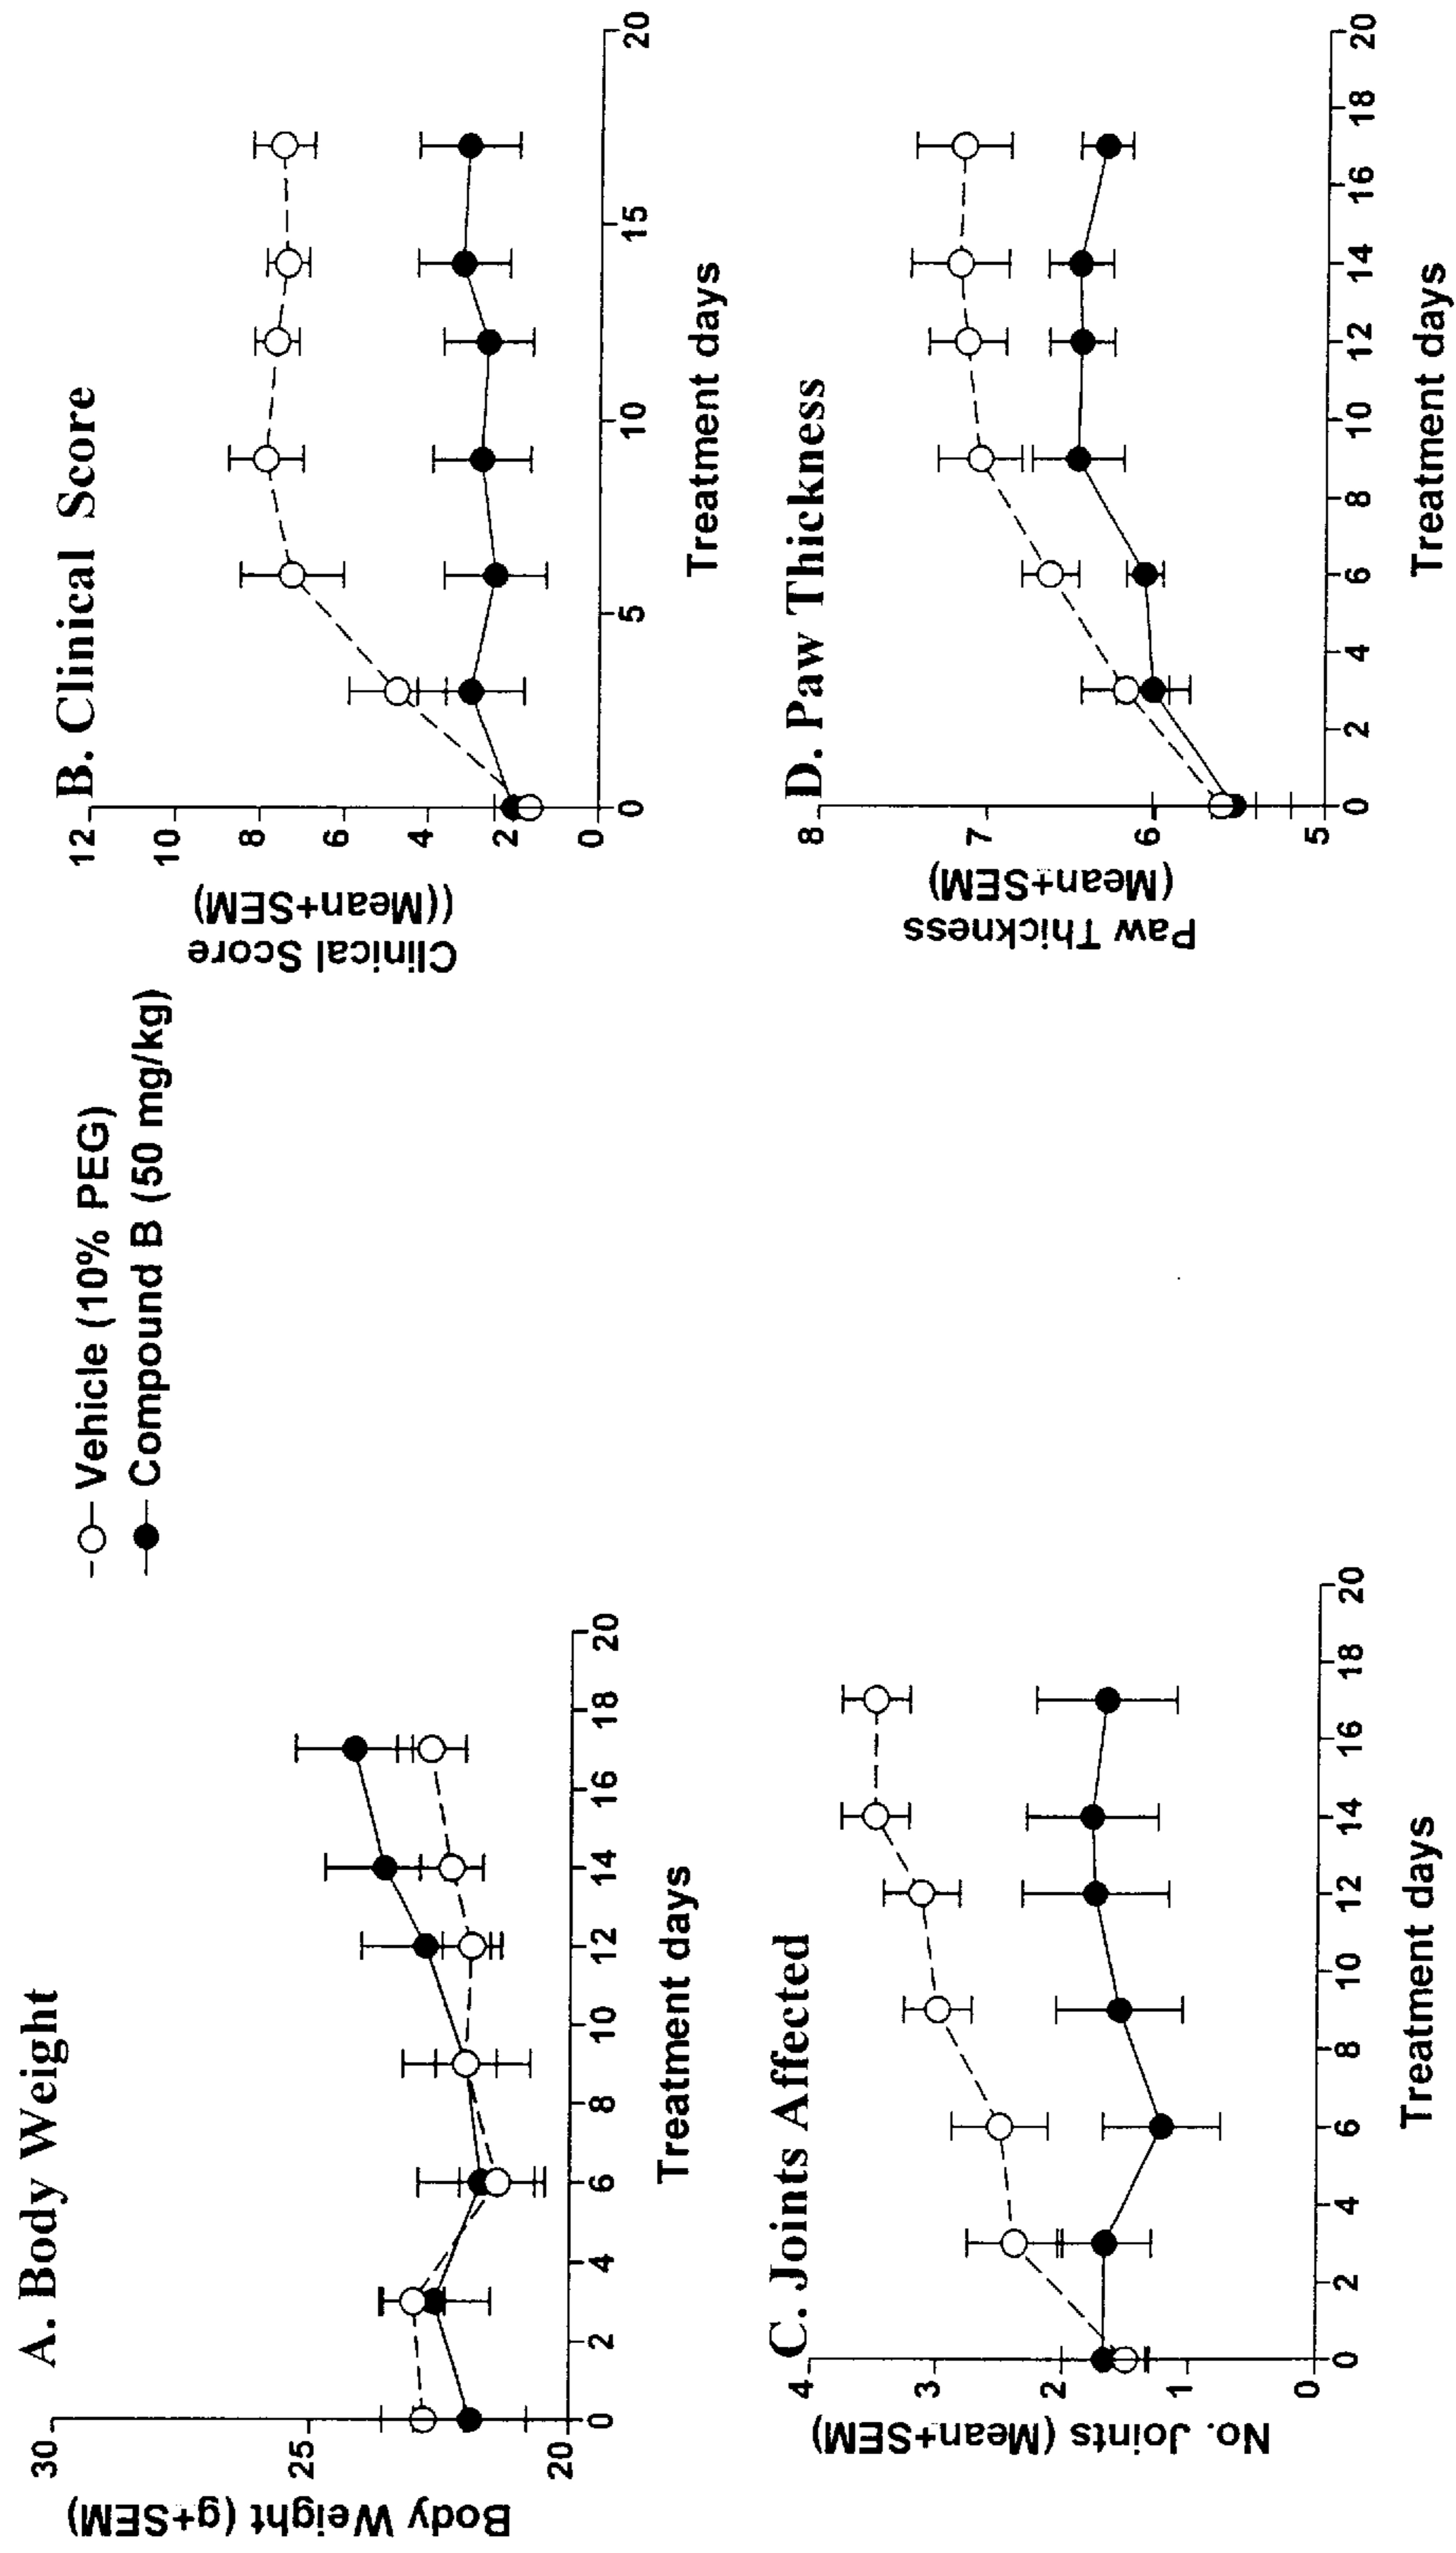 A. Body Weight
Body Weight (g+SEM)
30
25
20
0 2 4 6 8 10 12 14 16 18 20
Treatment days
-○- Vehicle (10% PEG)
-●- Compound B (50 mg/kg)
B. Clinical Score
Clinical Score
((Mean+SEM)
12
10
8
6
4
2
0
0 5 10 15 20
Treatment days
C. Joints Affected
No. Joints (Mean+SEM)
4
3
2
1
0
0 2 4 6 8 10 12 14 16 18 20
Treatment days
D. Paw Thickness
Paw Thickness
(Mean+SEM)
8
7
6
5
0 2 4 6 8 10 12 14 16 18 20
Treatment days